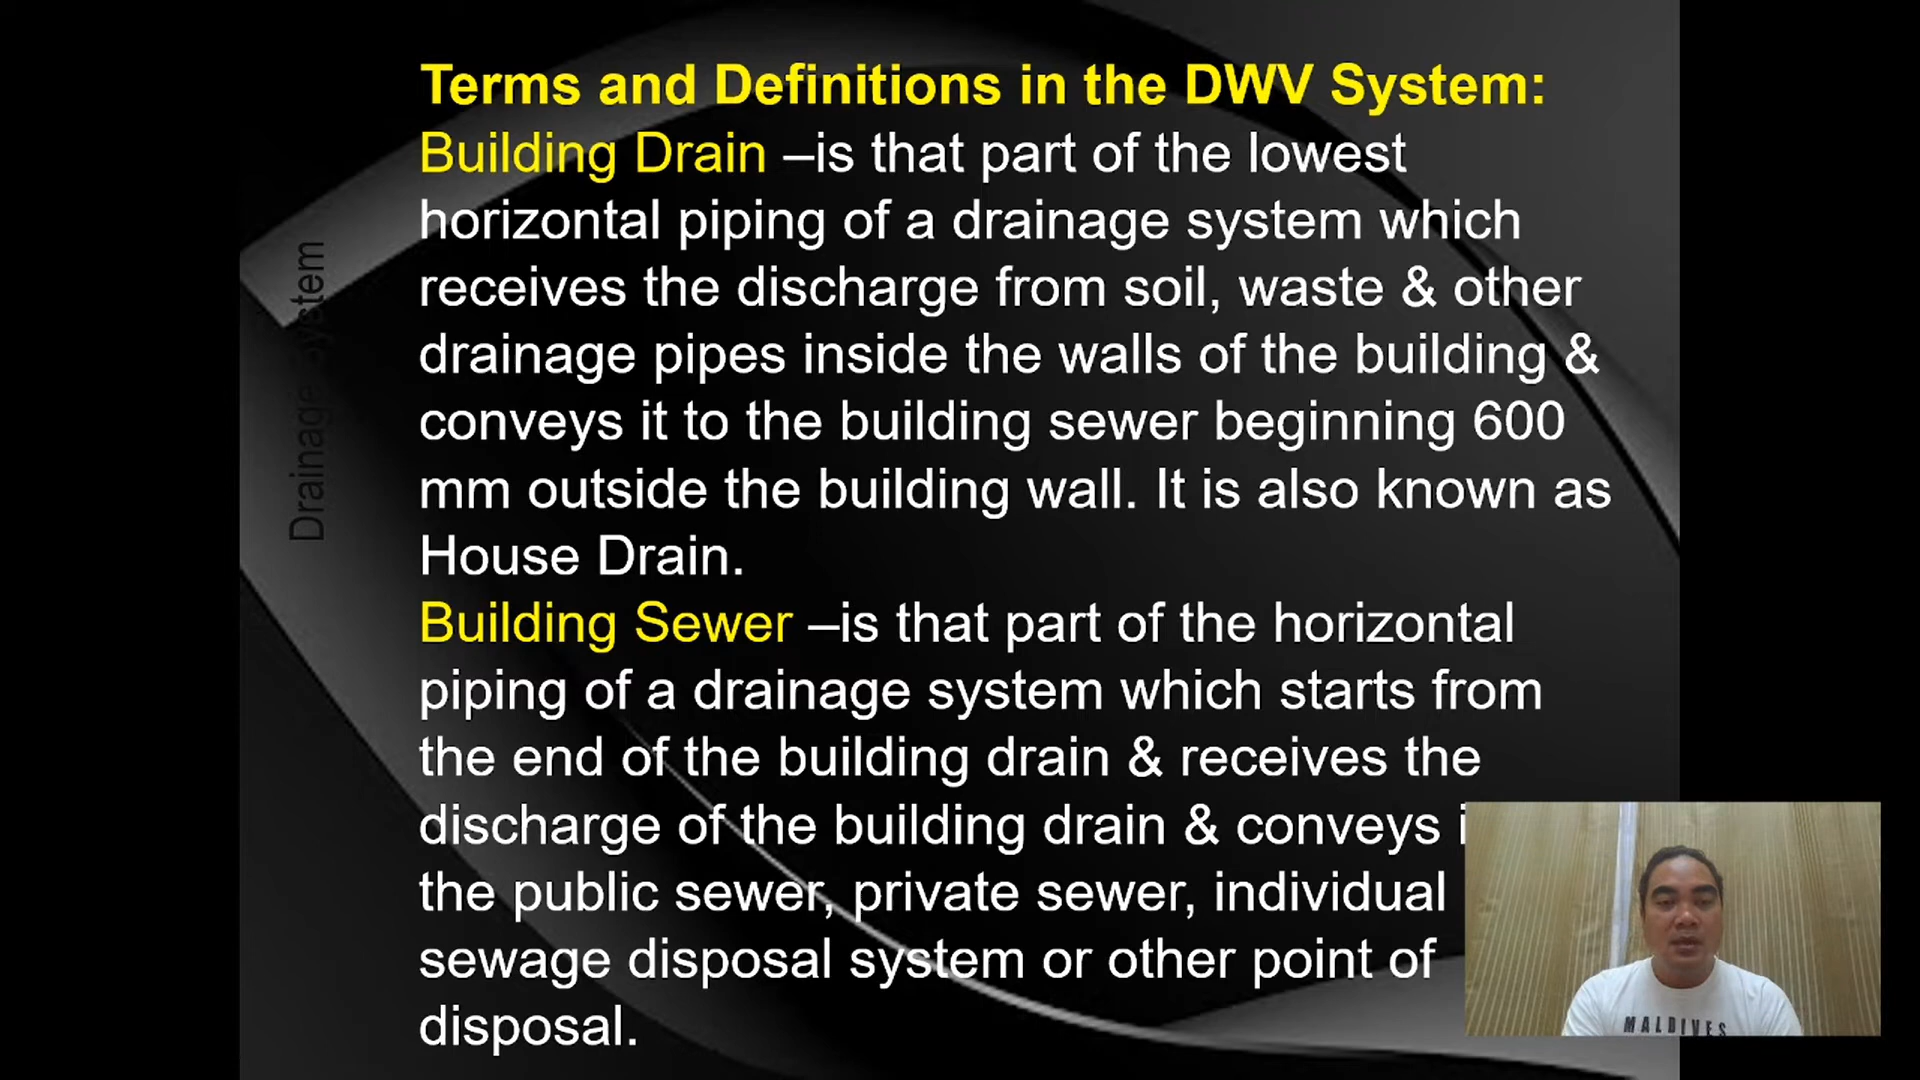 Terms and Definitions in the DWV System:
Building Drain –is that part of the lowest
horizontal piping of a drainage system which
receives the discharge from soil, waste & other
drainage pipes inside the walls of the building &
conveys it to the building sewer beginning 600
mm outside the building wall. It is also known as
House Drain.
Building Sewer –is that part of the horizontal
piping of a drainage system which starts from
the end of the building drain & receives the
discharge of the building drain & conveys
the public sewer, private sewer, individual
sewage disposal system or other point of
disposal.
Drainage System
MALDIVES